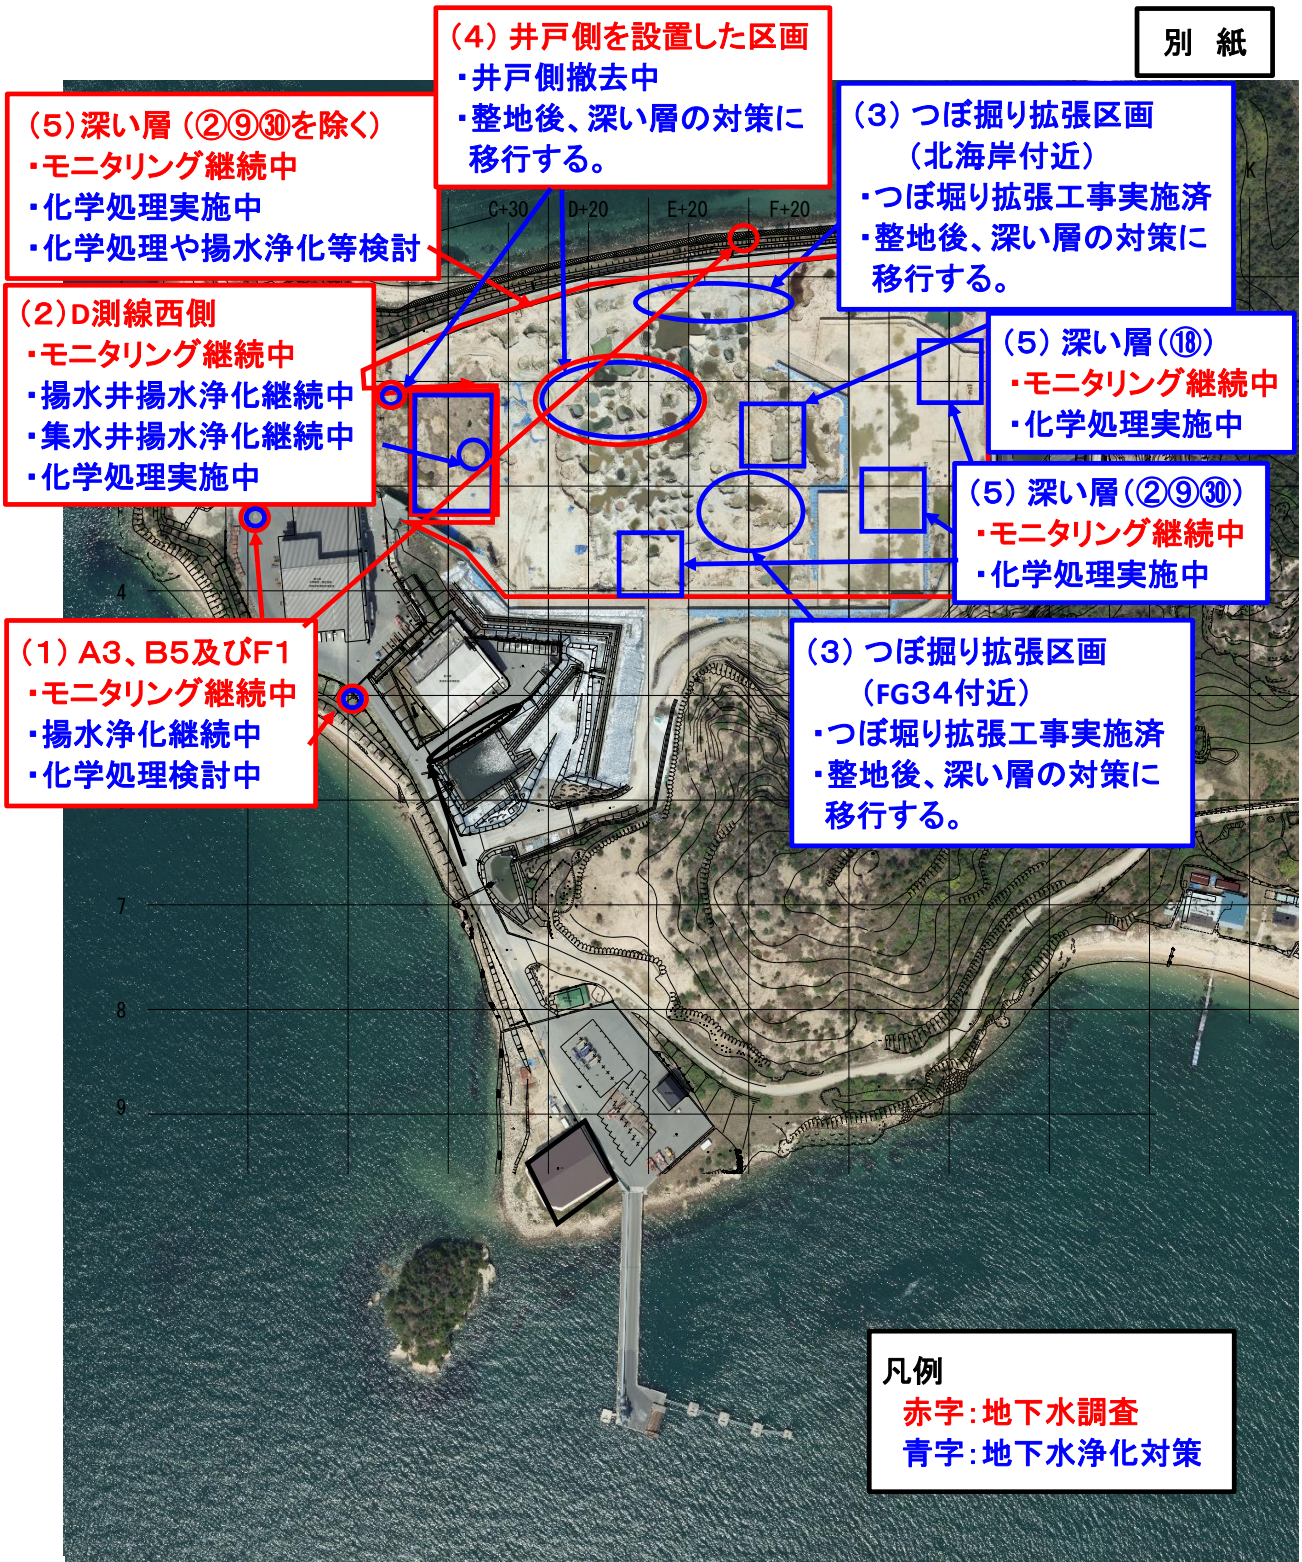 別 紙
(4) 井戸側を設置した区画
・井戸側撤去中
・整地後、深い層の対策に
移行する。
(5) 深い層 (②⑨㉚を除く)
・モニタリング継続中
・化学処理実施中
・化学処理や揚水浄化等検討
(3) つぼ掘り拡張区画
(北海岸付近)
・つぼ堀り拡張工事実施済
・整地後、深い層の対策に
移行する。
C+30
D+20
E+20
F+20
K
(2) D測線西側
・モニタリング継続中
・揚水井揚水浄化継続中
・集水井揚水浄化継続中
・化学処理実施中
(5) 深い層(⑱)
・モニタリング継続中
・化学処理実施中
(5) 深い層(②⑨㉚)
・モニタリング継続中
・化学処理実施中
4
(1) A3、B5及びF1
・モニタリング継続中
・揚水浄化継続中
・化学処理検討中
(3) つぼ掘り拡張区画
(FG34付近)
・つぼ堀り拡張工事実施済
・整地後、深い層の対策に
移行する。
7
8
9
凡例
赤字:地下水調査
青字:地下水浄化対策